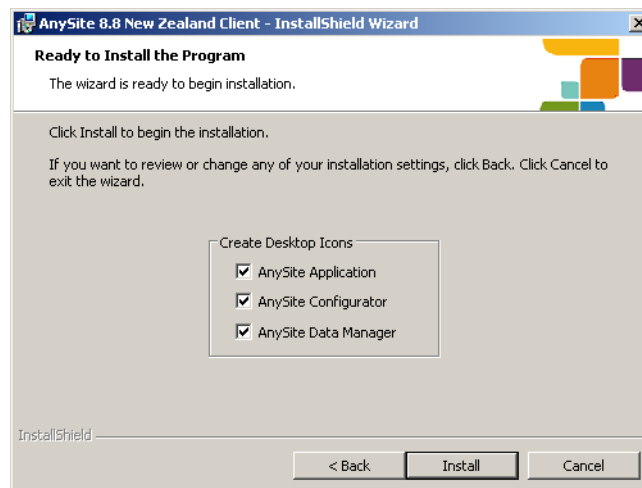 AnySite 8.8 New Zealand Client - InstallShield Wizard
Ready to Install the Program
The wizard is ready to begin installation.
Click Install to begin the installation.
If you want to review or change any of your installation settings, click Back. Click Cancel to
exit the wizard.
Create Desktop Icons
AnySite Application
AnySite Configurator
AnySite Data Manager
InstallShield
< Back Install Cancel